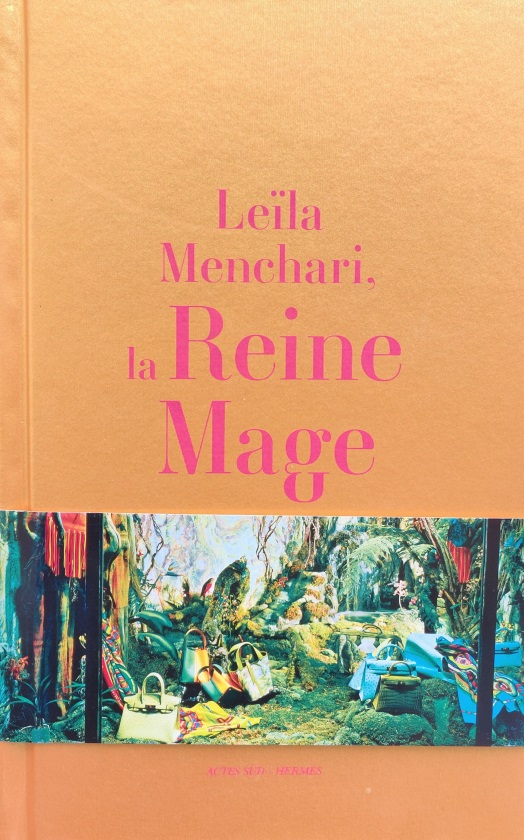 Leïla
Menchari,
la Reine
Mage
ACTES SUD - HERMÈS